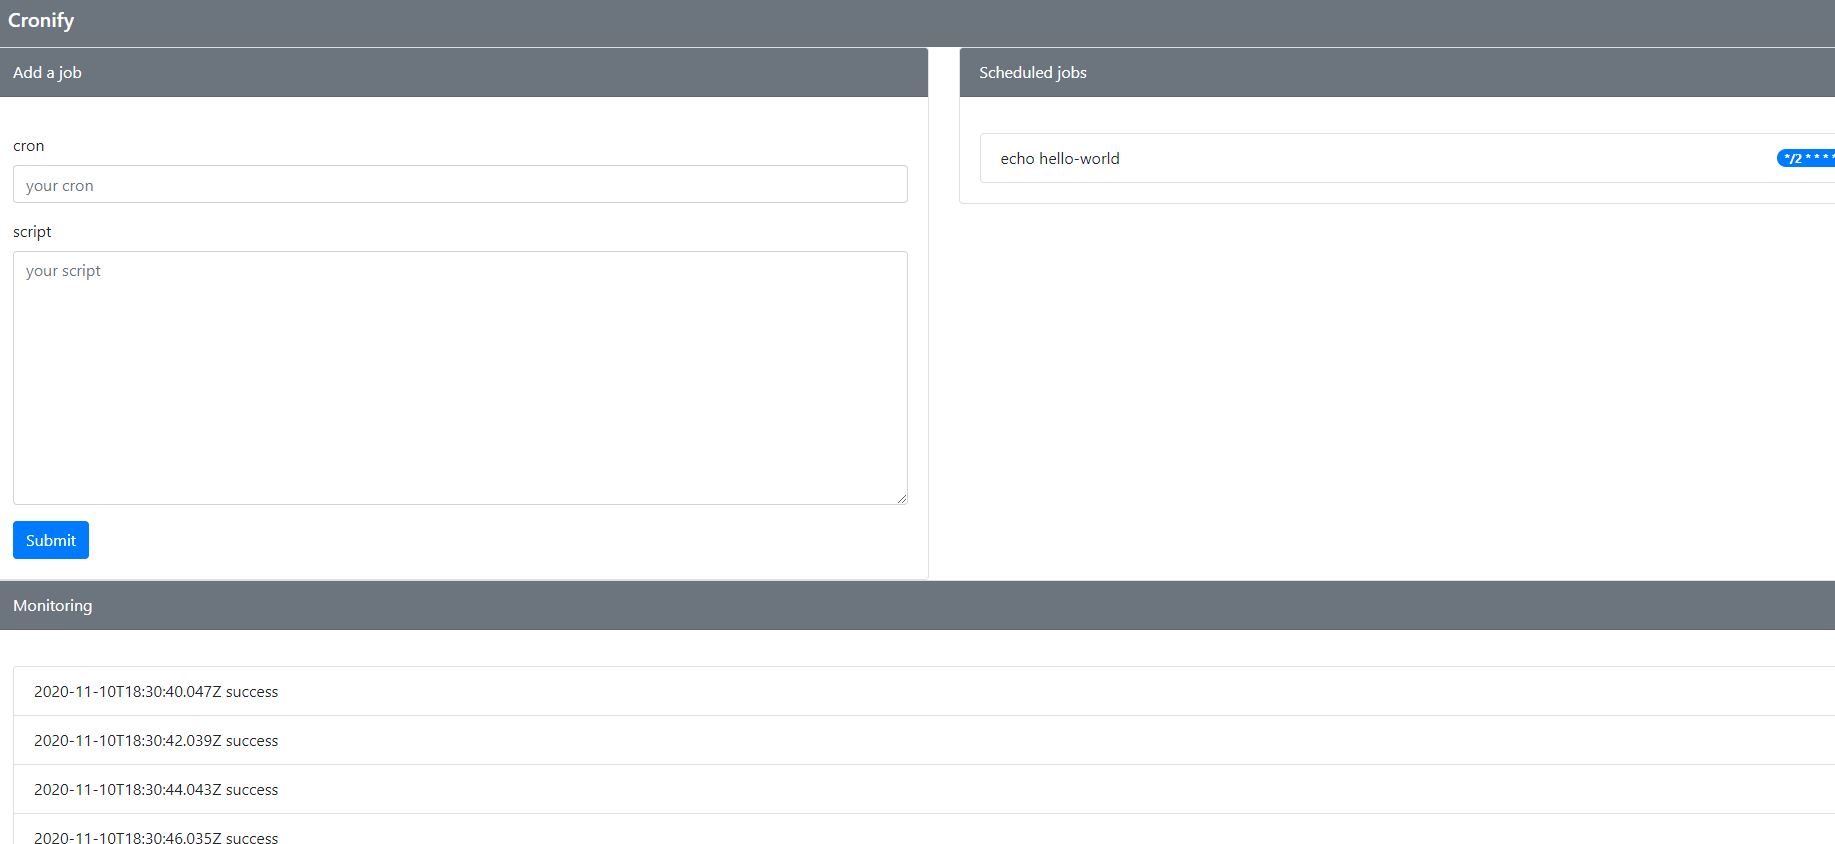 Cronify
Add a job
cron
your cron
script
your script
Submit
Scheduled jobs
echo hello-world
*/2 * * * *
Monitoring
2020-11-10T18:30:40.047Z success
2020-11-10T18:30:42.039Z success
2020-11-10T18:30:44.043Z success
2020-11-10T18:30:46.035Z success